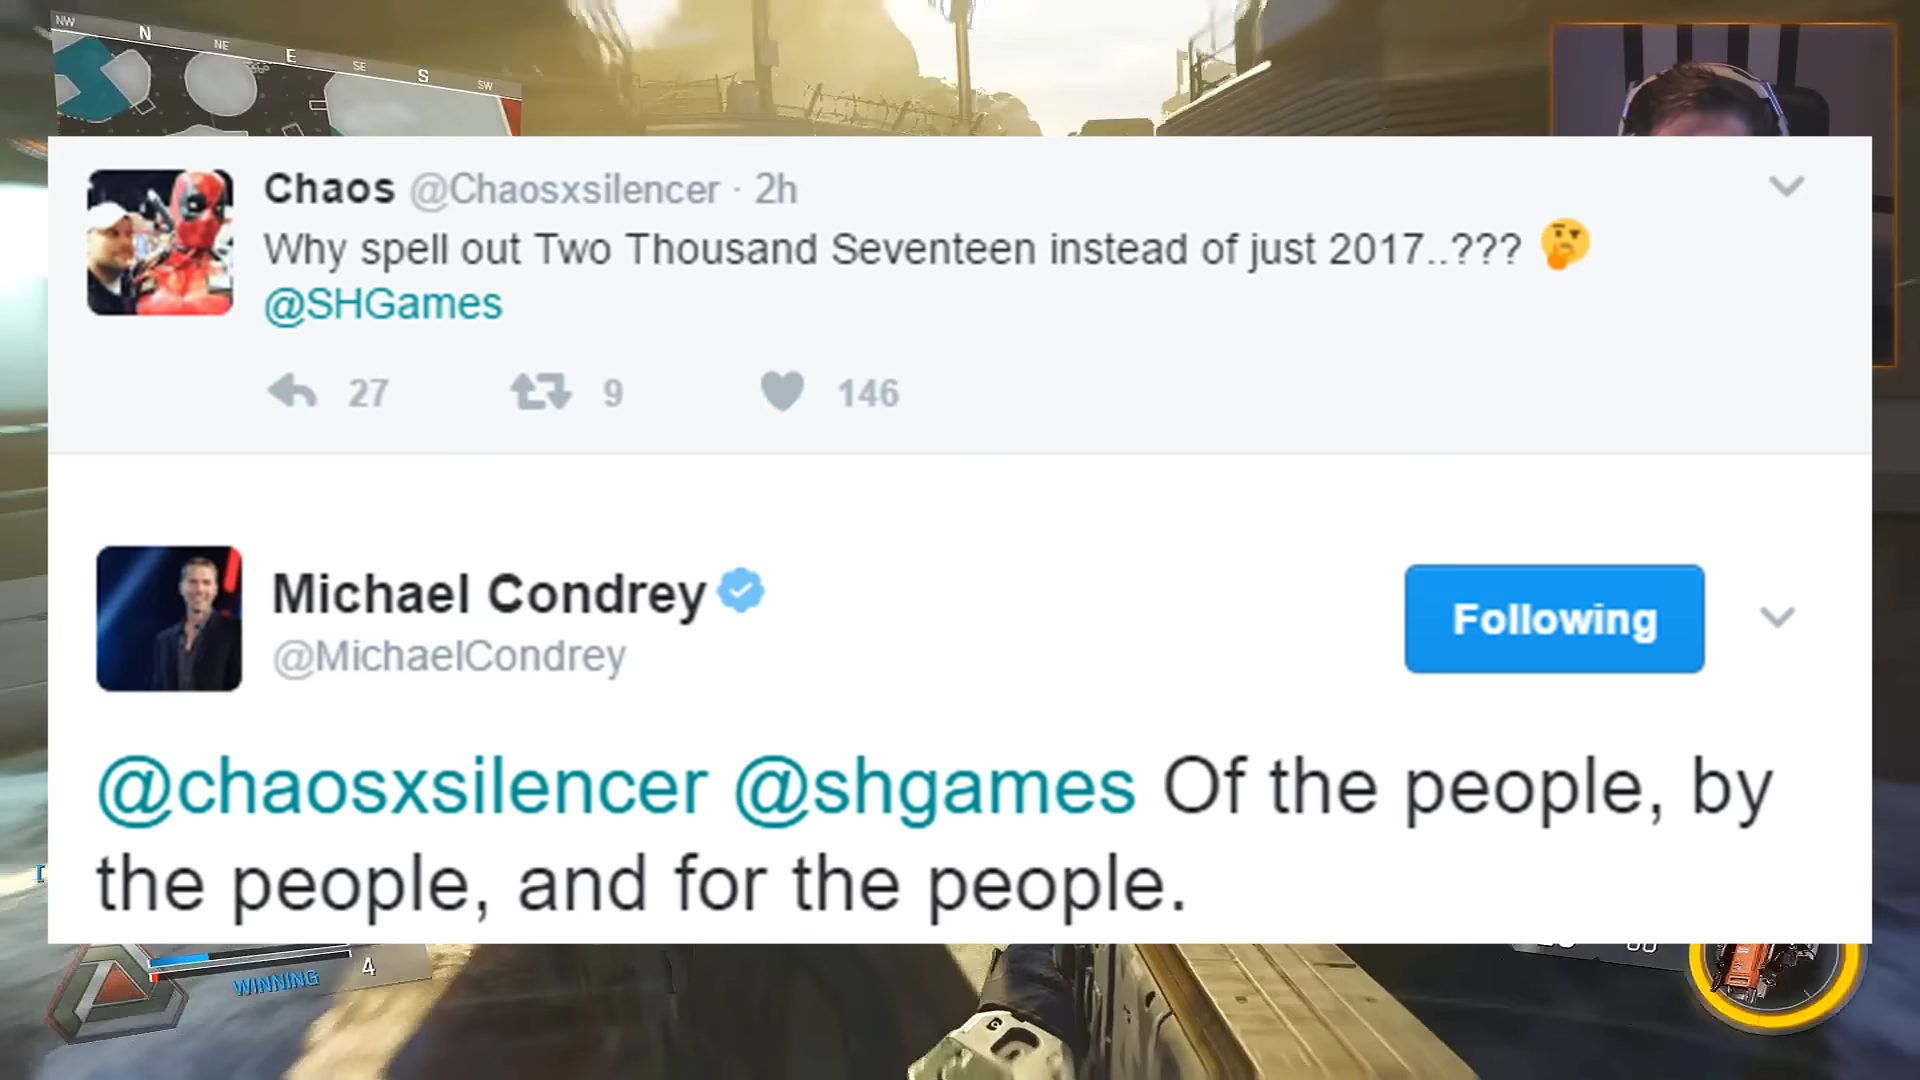 NW N NE E SE S SW
Chaos @Chaosxsilencer · 2h
Why spell out Two Thousand Seventeen instead of just 2017..???
@SHGames
27 9 146
Michael Condrey
@MichaelCondrey
Following
@chaosxsilencer @shgames Of the people, by
the people, and for the people.
WINNING 4